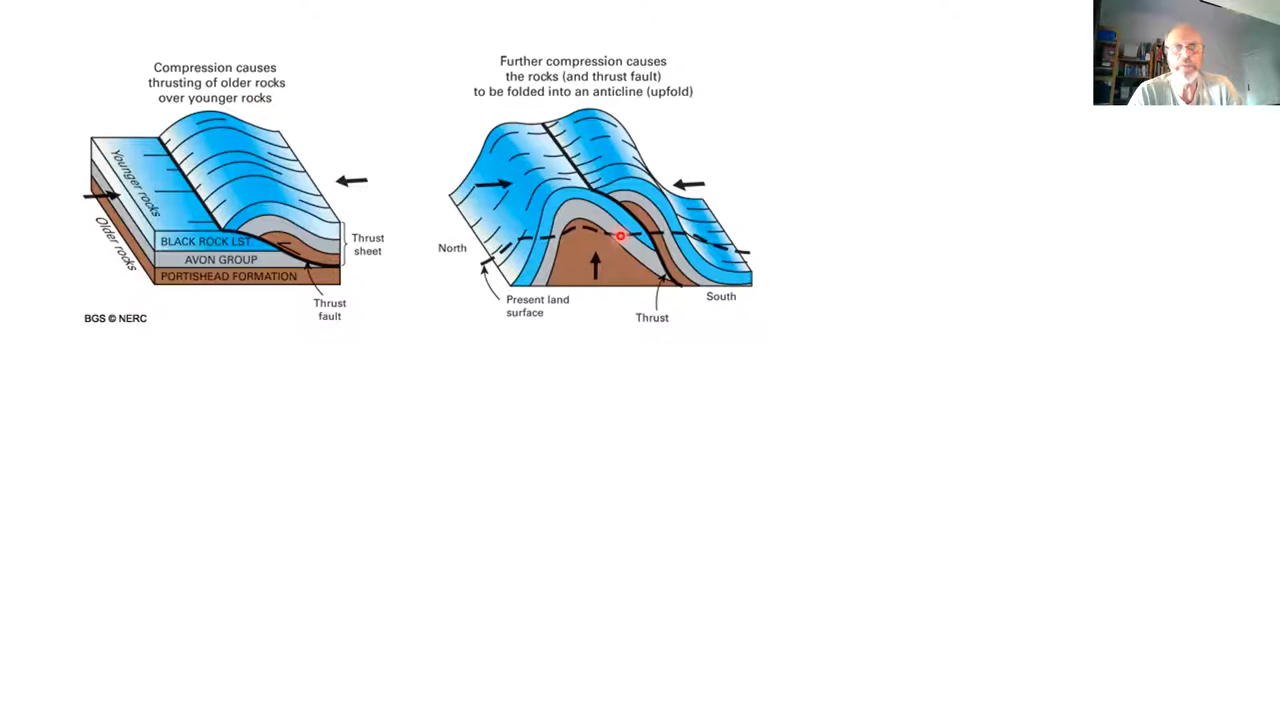 Compression causes
thrusting of older rocks
over younger rocks
Younger rocks
Older rocks
BLACK ROCK LST
AVON GROUP
PORTISHEAD FORMATION
Thrust
sheet
Thrust
fault
BGS © NERC
Further compression causes
the rocks (and thrust fault)
to be folded into an anticline (upfold)
North
Present land
surface
Thrust
South